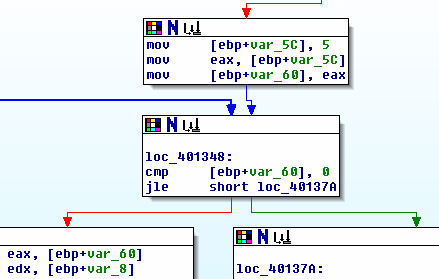 mov [ebp+var_5C], 5
mov eax, [ebp+var_5C]
mov [ebp+var_60], eax
loc_401348:
cmp [ebp+var_60], 0
jle short loc_40137A
eax, [ebp+var_60]
edx, [ebp+var_8]
loc_40137A: